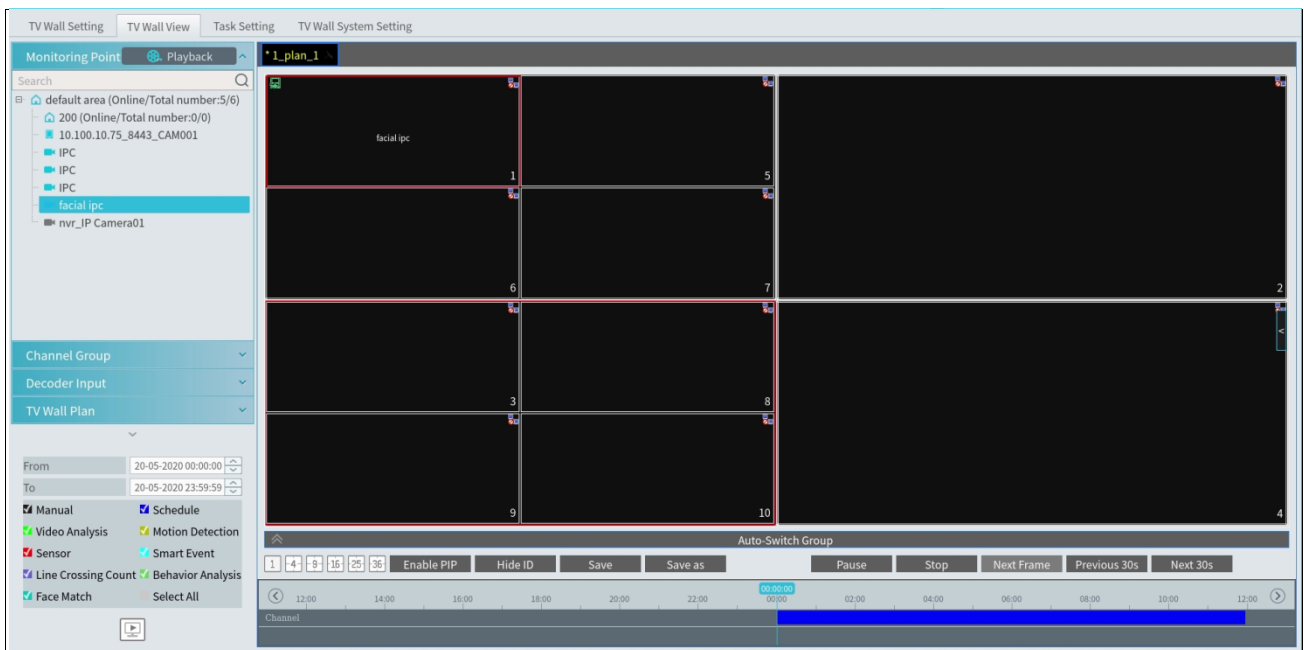 TV Wall Setting TV Wall View Task Setting TV Wall System Setting
Monitoring Point Playback
* 1_plan_1
Search
default area (Online/Total number:5/6)
200 (Online/Total number:0/0)
10.100.10.75_8443_CAM001
IPC
IPC
IPC
facial ipc
nvr_IP Camera01
Channel Group
Decoder Input
TV Wall Plan
From 20-05-2020 00:00:00
To 20-05-2020 23:59:59
Manual Schedule
Video Analysis Motion Detection
Sensor Smart Event
Line Crossing Count Behavior Analysis
Face Match Select All
facial ipc
1 5
6 7 2
3 8
9 10 4
<
Auto-Switch Group
1 4 9 16 25 36 Enable PIP Hide ID Save Save as Pause Stop Next Frame Previous 30s Next 30s
00:00:00
12:00 14:00 16:00 18:00 20:00 22:00 00:00 02:00 04:00 06:00 08:00 10:00 12:00
Channel